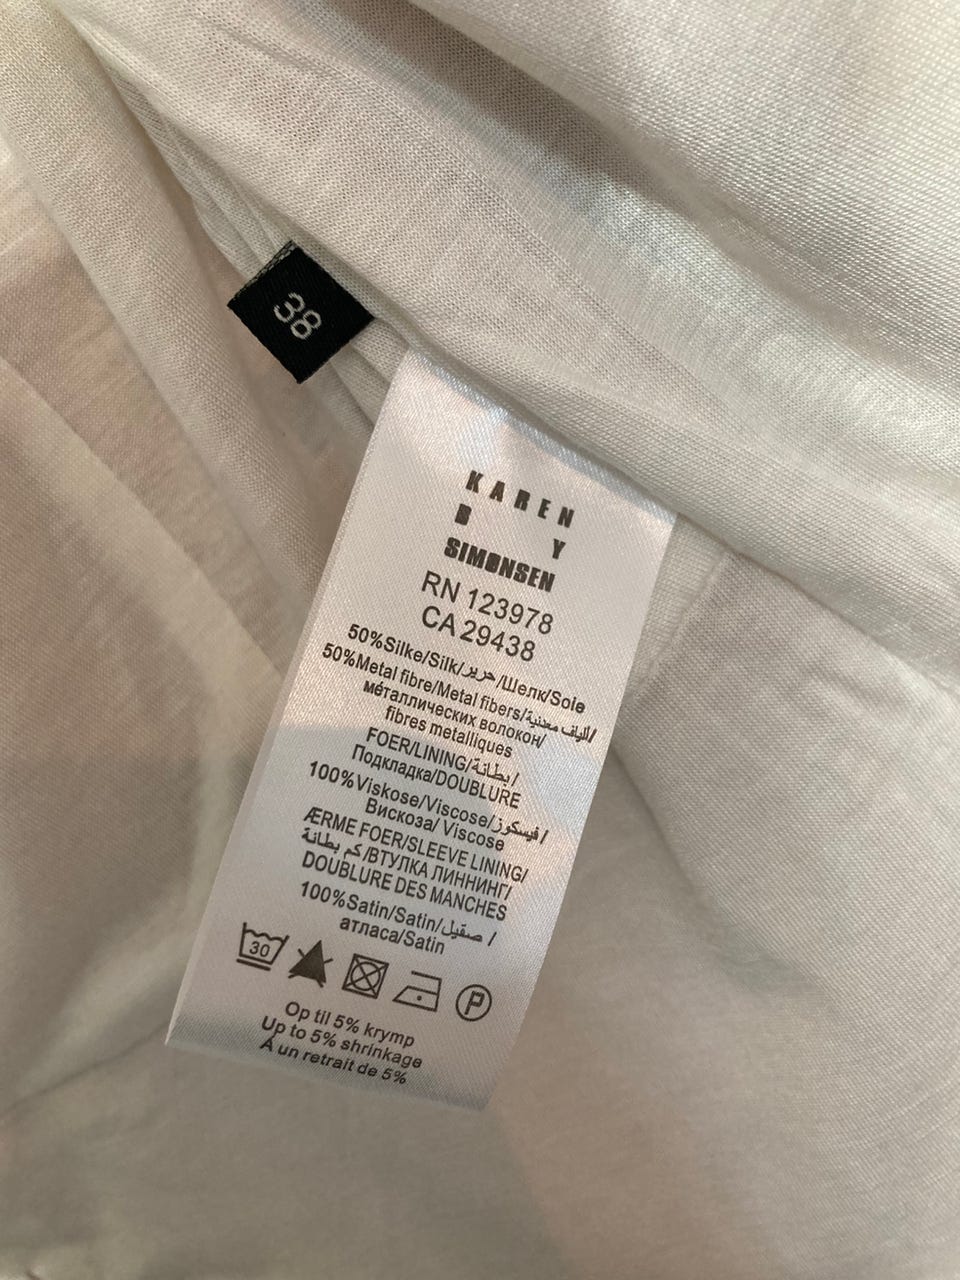 38
KAREN
B Y
SIMØNSEN
RN 123978
CA 29438
50%Silke/Silk/حرير/Шелк/Soie
50%Metal fibre/Metal fibers/ألياف معدنية/
метαллических волокон/
fibres metalliques
FOER/LINING/بطانة/
Подкладка/DOUBLURE
100%Viskose/Viscose/فيسكوز/
Вискоза/ Viscose
ÆRME FOER/SLEEVE LINING/
كم بطانة/ВТУЛКА ЛИННИНГ/
DOUBLURE DES MANCHES
100%Satin/Satin/صقيل/
атласа/Satin
30
P
Op til 5% krymp
Up to 5% shrinkage
À un retrait de 5%